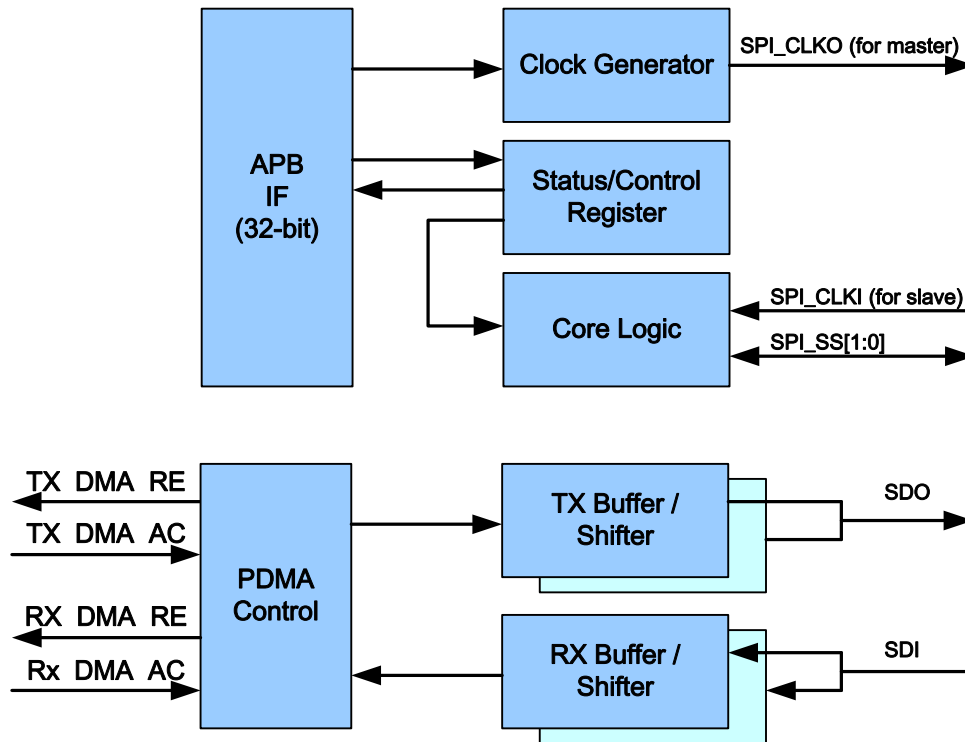 APB
IF
(32-bit)
Clock Generator
SPI_CLKO (for master)
Status/Control
Register
Core Logic
SPI_CLKI (for slave)
SPI_SS[1:0]
TX DMA RE
TX DMA AC
RX DMA RE
Rx DMA AC
PDMA
Control
TX Buffer /
Shifter
SDO
RX Buffer /
Shifter
SDI